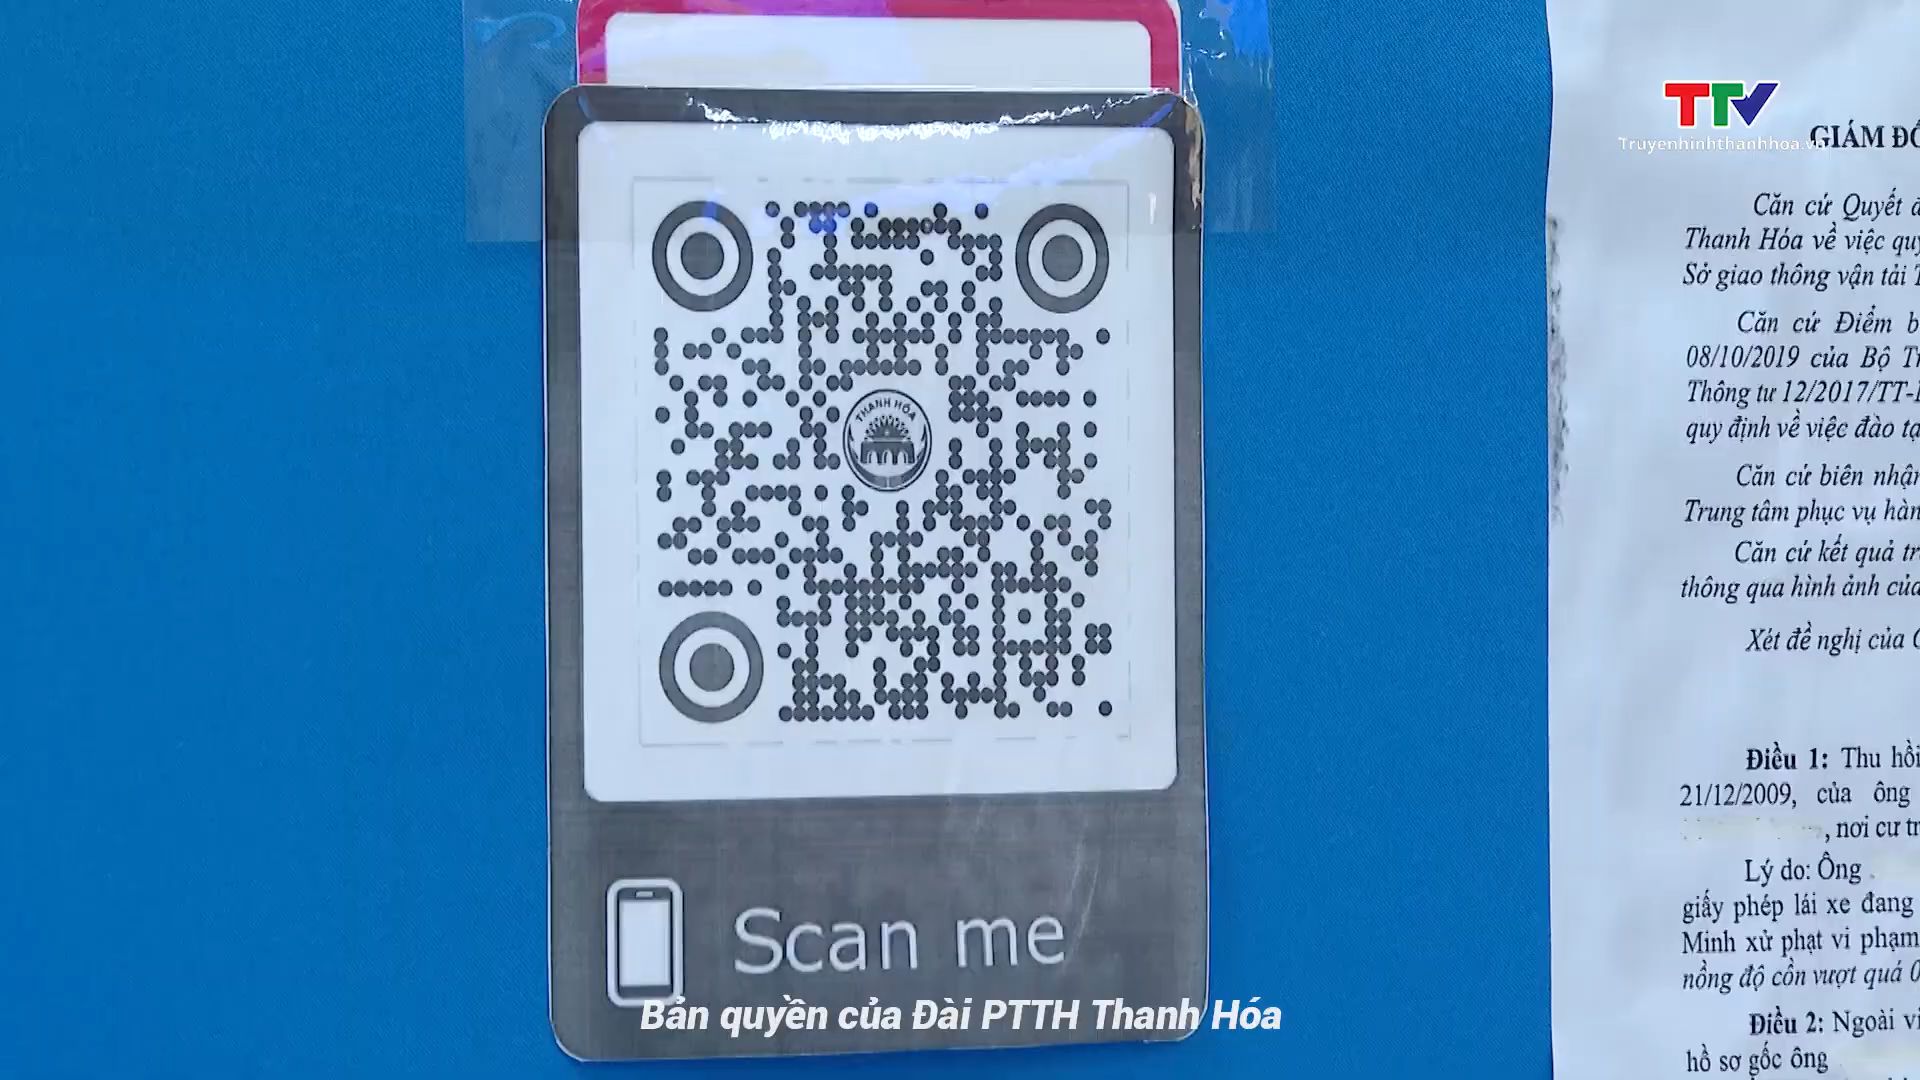 THANH HÓA
Scan me
Bản quyền của Đài PTTH Thanh Hóa
TTV
Truyenhinhthanhhoa.vn
GIÁM ĐỐ
Căn cứ Quyết
Thanh Hóa về việc quy
Sở giao thông vận tải
Căn cứ Điểm b
08/10/2019 của Bộ
Thông tư 12/2017/TT-
quy định về việc đào
Căn cứ biên nhận
Trung tâm phục vụ hàn
Căn cứ kết quả
thông qua hình ảnh của
Xét đề nghị của
Điều 1: Thu hồi
21/12/2009, của ông
, nơi cư
Lý do: Ông
giấy phép lái xe đang
Minh xử phạt vi phạm
nồng độ cồn vượt quá 0
Điều 2: Ngoài
hồ sơ gốc ông